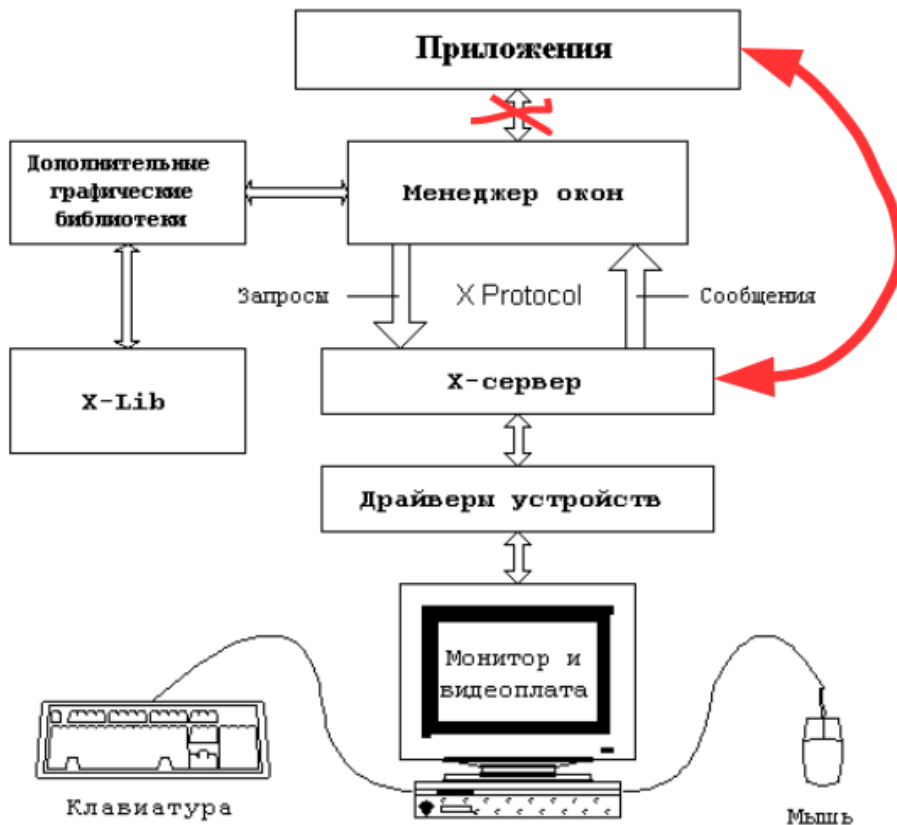 Приложения
Дополнительные
графические
библиотеки
Менеджер окон
Запросы
X Protocol
Сообщения
X-Lib
X-сервер
Драйверы устройств
Монитор и
видеоплата
Клавиатура
Мышь